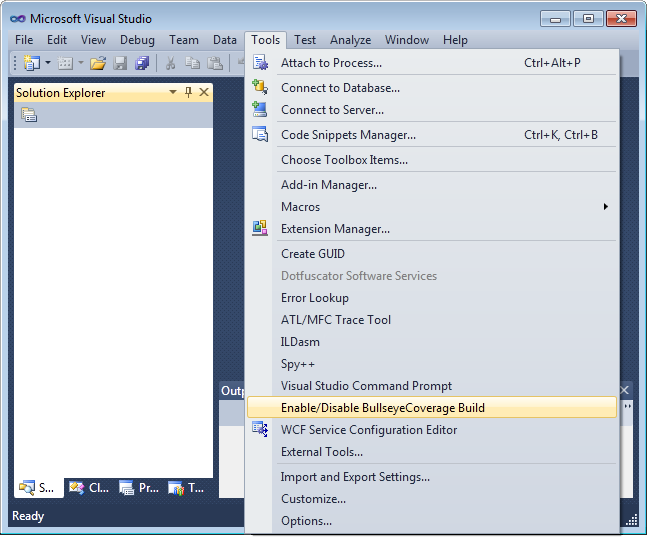 Microsoft Visual Studio
File Edit View Debug Team Data Tools Test Analyze Window Help
Solution Explorer
Attach to Process... Ctrl+Alt+P
Connect to Database...
Connect to Server...
Code Snippets Manager... Ctrl+K, Ctrl+B
Choose Toolbox Items...
Add-in Manager...
Macros
Extension Manager...
Create GUID
Dotfuscator Software Services
Error Lookup
ATL/MFC Trace Tool
ILDasm
Spy++
Visual Studio Command Prompt
Outp
Enable/Disable BullseyeCoverage Build
WCF Service Configuration Editor
External Tools...
Import and Export Settings...
Customize...
Options...
S... Cl... Pr... T...
Ready